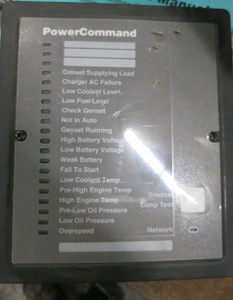 PowerCommand
Genset Supplying Load
Charger AC Failure
Low Coolant Level
Low Fuel Level
Check Genset
Not In Auto
Genset Running
High Battery Voltage
Low Battery Voltage
Weak Battery
Fail To Start
Low Coolant Temp
Pre-High Engine Temp
High Engine Temp
Pre-Low Oil Pressure
Low Oil Pressure
Overspeed
Lamp Test
Network